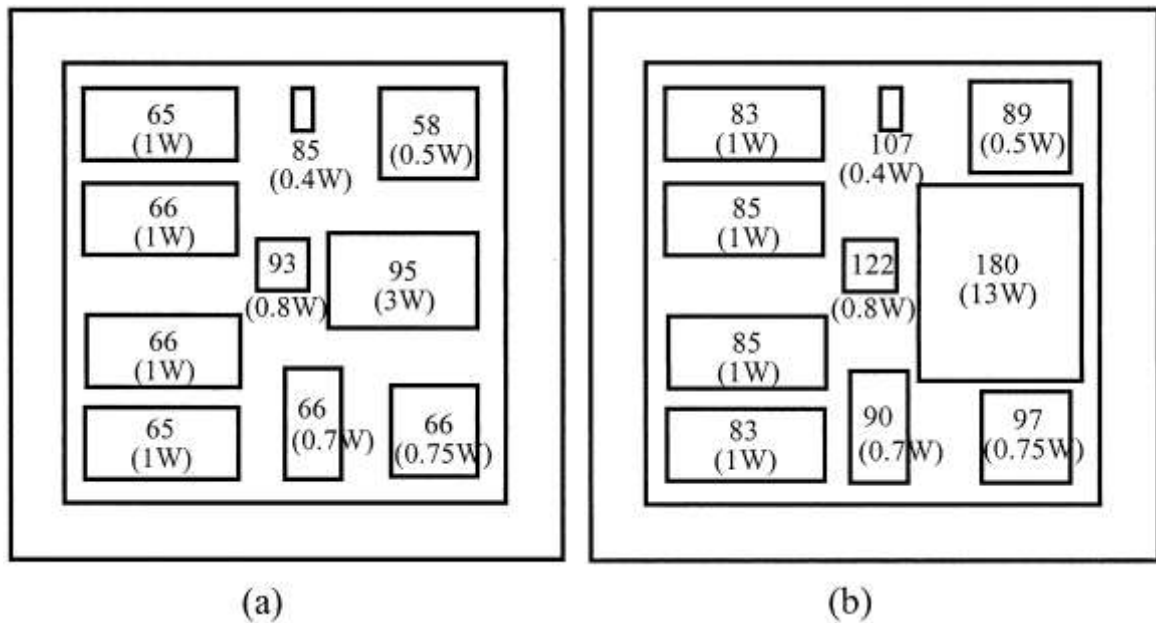 65
(1W)
85
(0.4W)
58
(0.5W)
66
(1W)
93
(0.8W)
95
(3W)
66
(1W)
66
(0.7W)
66
(0.75W)
65
(1W)
(a)
83
(1W)
107
(0.4W)
89
(0.5W)
85
(1W)
122
(0.8W)
180
(13W)
85
(1W)
90
(0.7W)
97
(0.75W)
83
(1W)
(b)